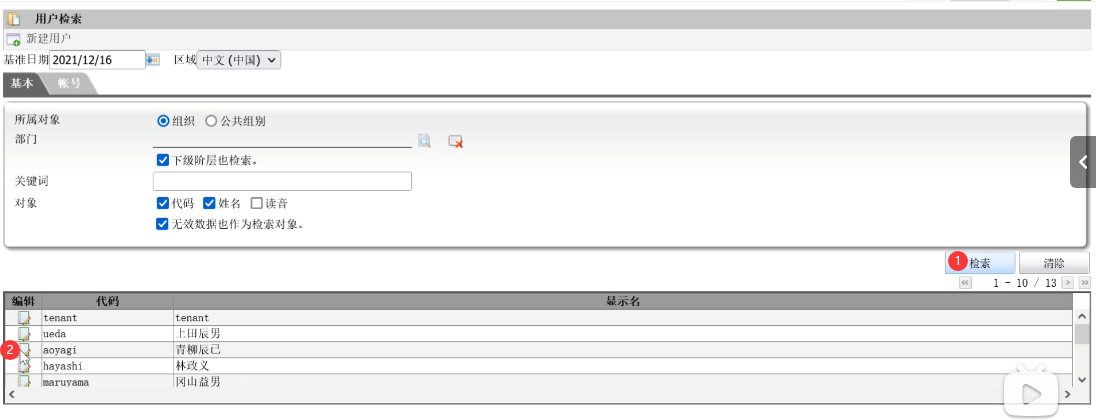 用户检索
新建用户
基准日期 2021/12/16 区域 中文 (中国)
基本 帐号
所属对象 组织 公共组别
部门
下级阶层也检索。
关键词
对象 代码 姓名 读音
无效数据也作为检索对象。
1 检索 清除
1 - 10 / 13
编辑 代码 显示名
tenant tenant
ueda 上田辰男
2 aoyagi 青柳辰已
hayashi 林政义
maruyama 冈山益男